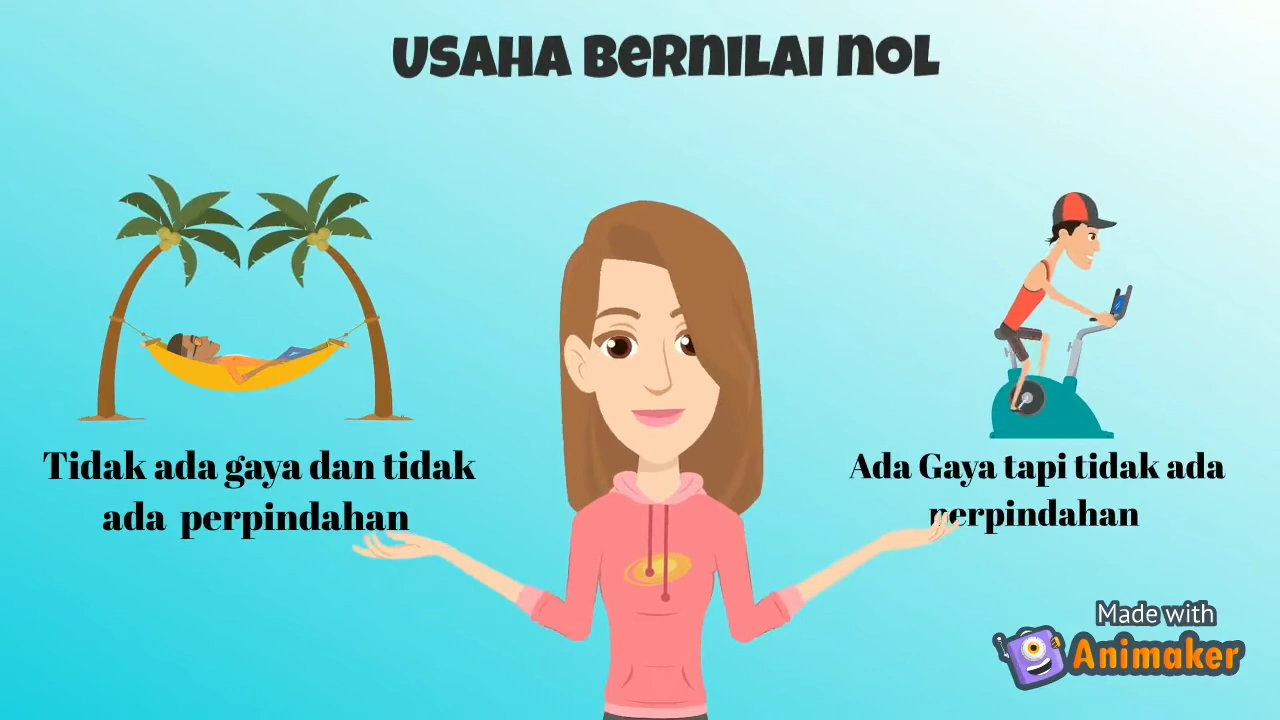 Usaha Bernilai nol
Tidak ada gaya dan tidak
ada perpindahan
Ada Gaya tapi tidak ada
perpindahan
Made with
Animaker